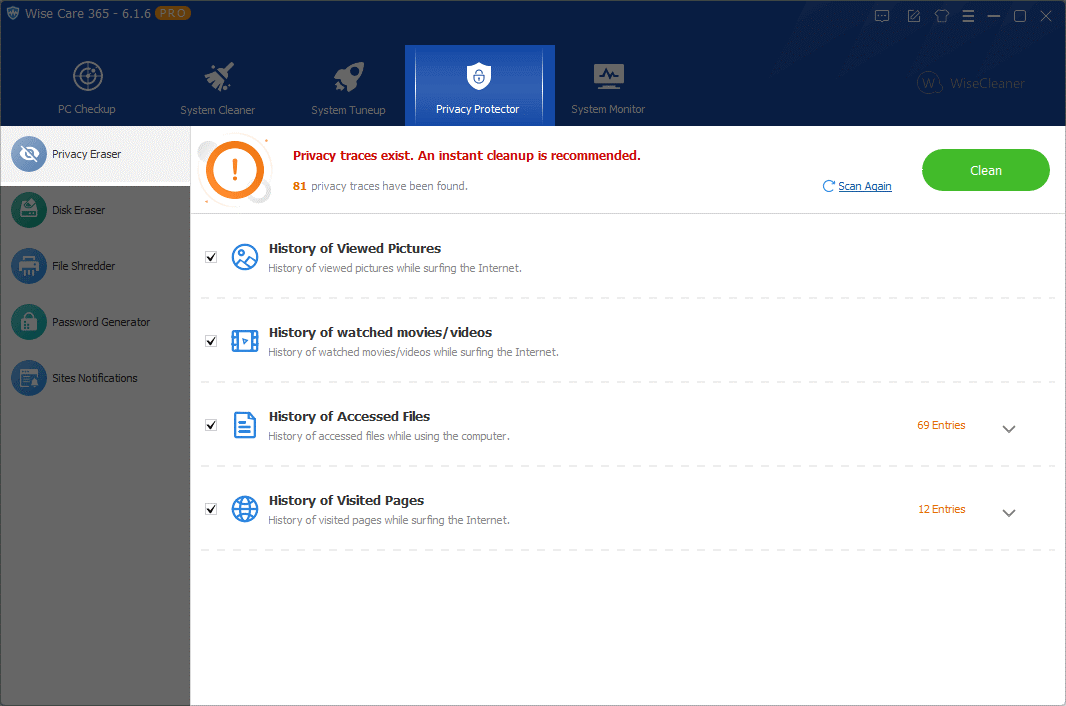 Wise Care 365 - 6.1.6 PRO
PC Checkup
System Cleaner
System Tuneup
Privacy Protector
System Monitor
W WiseCleaner
Privacy Eraser
Disk Eraser
File Shredder
Password Generator
Sites Notifications
Privacy traces exist. An instant cleanup is recommended.
81 privacy traces have been found.
Scan Again
Clean
History of Viewed Pictures
History of viewed pictures while surfing the Internet.
History of watched movies/videos
History of watched movies/videos while surfing the Internet.
History of Accessed Files
History of accessed files while using the computer.
69 Entries
History of Visited Pages
History of visited pages while surfing the Internet.
12 Entries